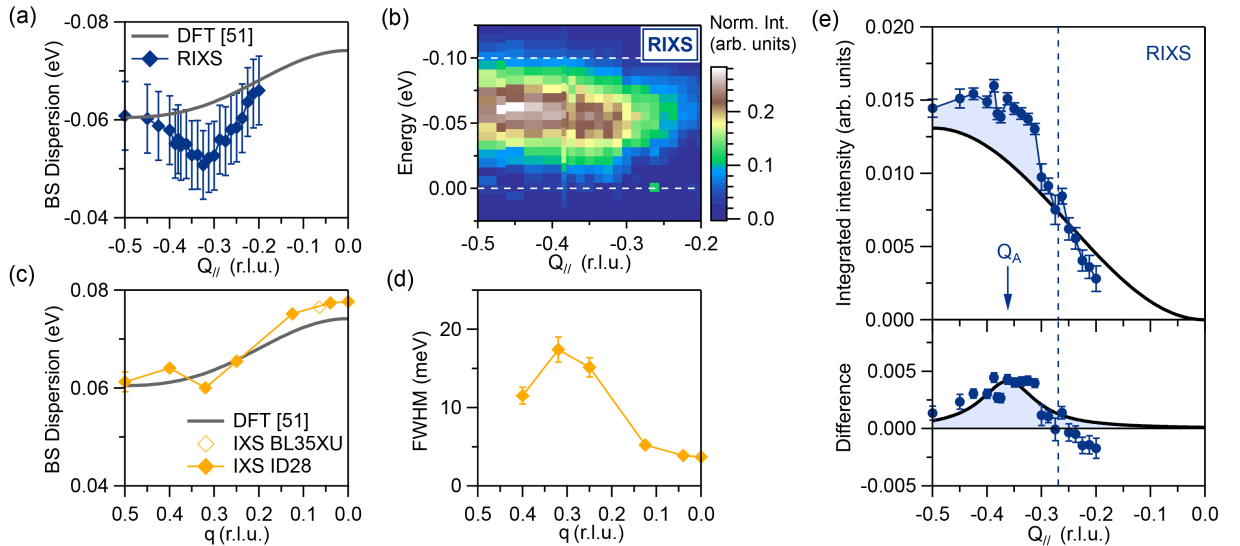 (a)
-0.08
-0.06
-0.04
BS Dispersion (eV)
DFT [51]
RIXS
-0.5 -0.4 -0.3 -0.2 -0.1 0.0
Q// (r.l.u.)
(b)
-0.10
-0.05
0.00
Energy (eV)
RIXS
-0.5 -0.4 -0.3 -0.2
Q// (r.l.u.)
Norm. Int.
(arb. units)
0.2
0.1
0.0
(c)
0.08
0.06
0.04
BS Dispersion (eV)
DFT [51]
IXS BL35XU
IXS ID28
0.5 0.4 0.3 0.2 0.1 0.0
q (r.l.u.)
(d)
20
10
0
FWHM (meV)
0.5 0.4 0.3 0.2 0.1 0.0
q (r.l.u.)
(e)
0.020
0.015
0.010
0.005
0.000
Integrated intensity (arb. units)
RIXS
QA
0.005
0.000
-0.005
Difference
-0.5 -0.4 -0.3 -0.2 -0.1 0.0
Q// (r.l.u.)